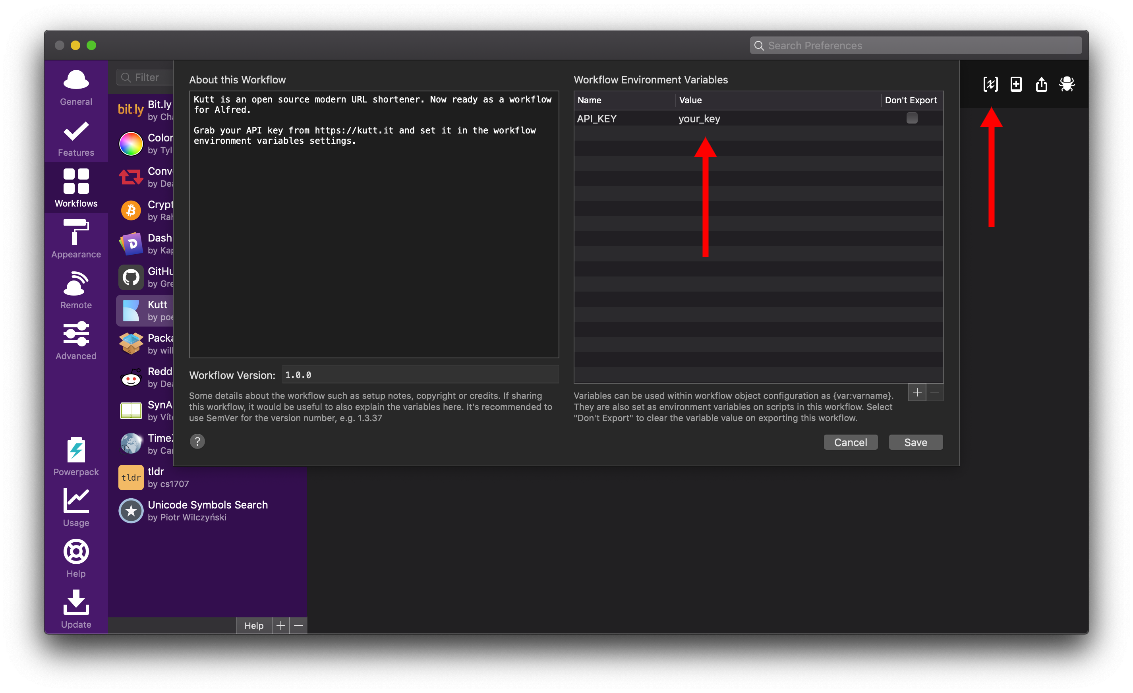 Search Preferences
General
Features
Workflows
Appearance
Remote
Advanced
Powerpack
Usage
Help
Update
Filter
bit ly
Bit.ly
by Cha
Color
by Tyl
Conv
by Dea
Crypt
by Rah
Dash
by Kap
GitHu
by Gre
Kutt
by poe
Packa
by will
Reddi
by Dea
SynA
by Víto
TimeZ
by Car
tldr
tldr
by cs1707
Unicode Symbols Search
by Piotr Wilczyński
Help
About this Workflow
Kutt is an open source modern URL shortener. Now ready as a workflow
for Alfred.
Grab your API key from https://kutt.it and set it in the workflow
environment variables settings.
Workflow Version: 1.0.0
Some details about the workflow such as setup notes, copyright or credits. If sharing
this workflow, it would be useful to also explain the variables here. It's recommended to
use SemVer for the version number, e.g. 1.3.37
?
Workflow Environment Variables
Name Value Don't Export
API_KEY your_key
Variables can be used within workflow object configuration as {var:varname}.
They are also set as environment variables on scripts in this workflow. Select
"Don't Export" to clear the variable value on exporting this workflow.
Cancel Save